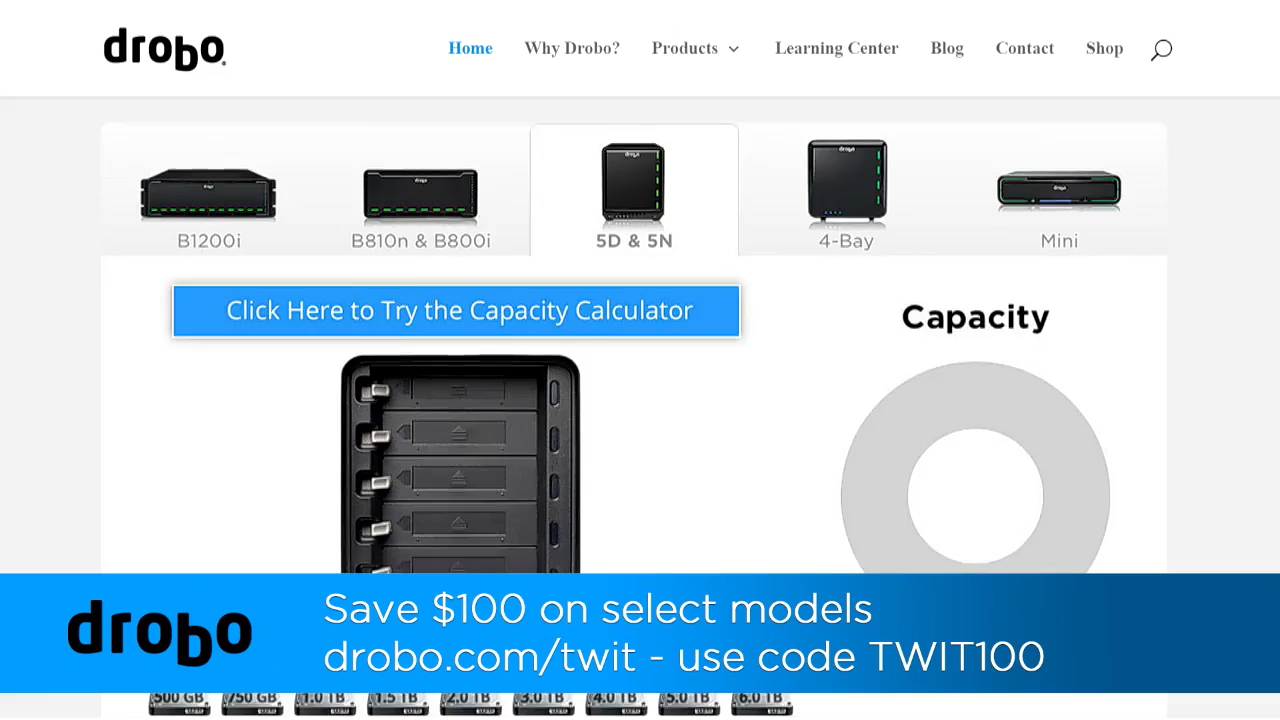 drobo
Home Why Drobo? Products Learning Center Blog Contact Shop
B1200i B810n & B800i 5D & 5N 4-Bay Mini
Click Here to Try the Capacity Calculator
Capacity
drobo
Save $100 on select models
drobo.com/twit - use code TWIT100
500 GB 750 GB 1.0 TB 1.5 TB 2.0 TB 3.0 TB 4.0 TB 5.0 TB 6.0 TB